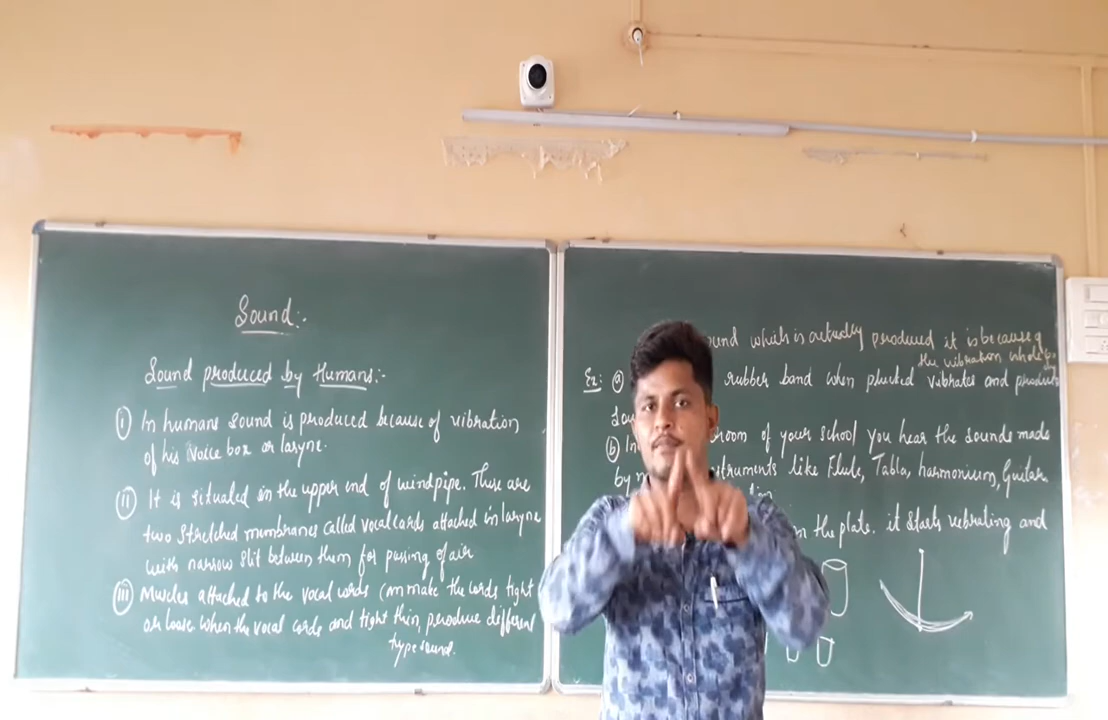 Sound:-
Sound produced by Humans:-
(i) In humans sound is produced because of vibration
of his voice box or larynx.
(ii) It is situated in the upper end of windpipe. There are
two stretched membranes called vocal cords attached in larynx
with narrow slit between them for passing of air
(iii) Muscles attached to the vocal cords can make the cords tight
or loose when the vocal cords and tight thin, peroduce different
type sound.
ound which is actually produced it is because of
the vibration
Ex: (a) rubber band when plucked vibrates and produces
Sou
(b) In room of your school you hear the sounds made
by m struments like Flute, Tabla, harmonium, Guitar
the plate. it starts vebrating and